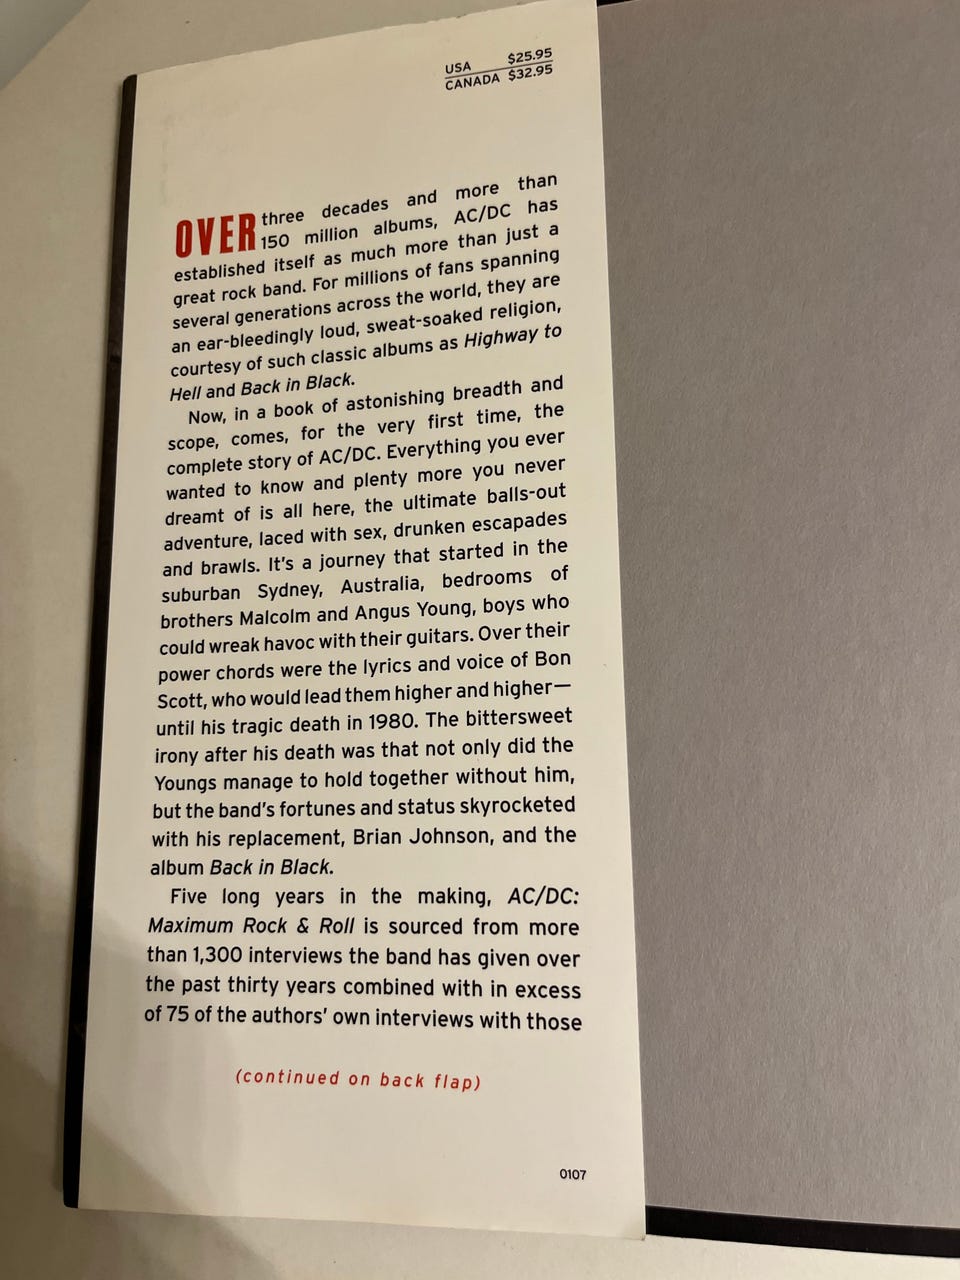 USA $25.95
CANADA $32.95
OVER three decades and more than
150 million albums, AC/DC has
established itself as much more than just a
great rock band. For millions of fans spanning
several generations across the world, they are
an ear-bleedingly loud, sweat-soaked religion,
courtesy of such classic albums as Highway to
Hell and Back in Black.
Now, in a book of astonishing breadth and
scope, comes, for the very first time, the
complete story of AC/DC. Everything you ever
wanted to know and plenty more you never
dreamt of is all here, the ultimate balls-out
adventure, laced with sex, drunken escapades
and brawls. It's a journey that started in the
suburban Sydney, Australia, bedrooms of
brothers Malcolm and Angus Young, boys who
could wreak havoc with their guitars. Over their
power chords were the lyrics and voice of Bon
Scott, who would lead them higher and higher—
until his tragic death in 1980. The bittersweet
irony after his death was that not only did the
Youngs manage to hold together without him,
but the band's fortunes and status skyrocketed
with his replacement, Brian Johnson, and the
album Back in Black.
Five long years in the making, AC/DC:
Maximum Rock & Roll is sourced from more
than 1,300 interviews the band has given over
the past thirty years combined with in excess
of 75 of the authors' own interviews with those
(continued on back flap)
0107